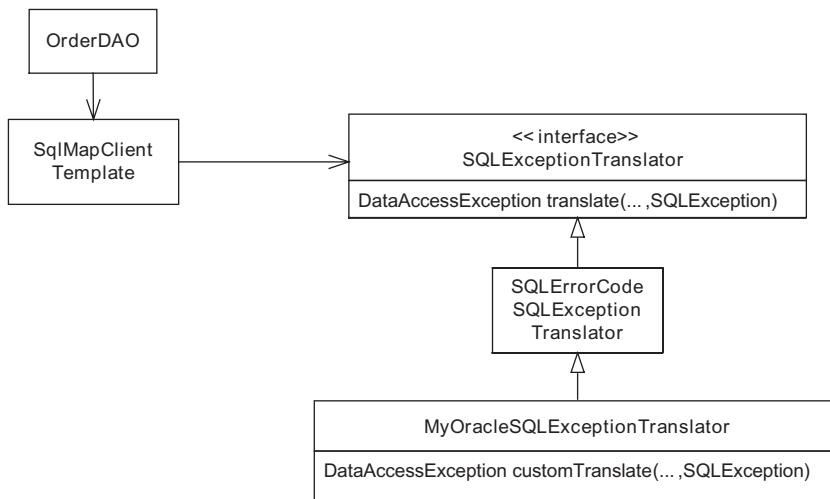 OrderDAO
SqlMapClient
Template
<< interface>>
SQLExceptionTranslator
DataAccessException translate(... ,SQLException)
SQLErrorCode
SQLException
Translator
MyOracleSQLExceptionTranslator
DataAccessException customTranslate(... ,SQLException)